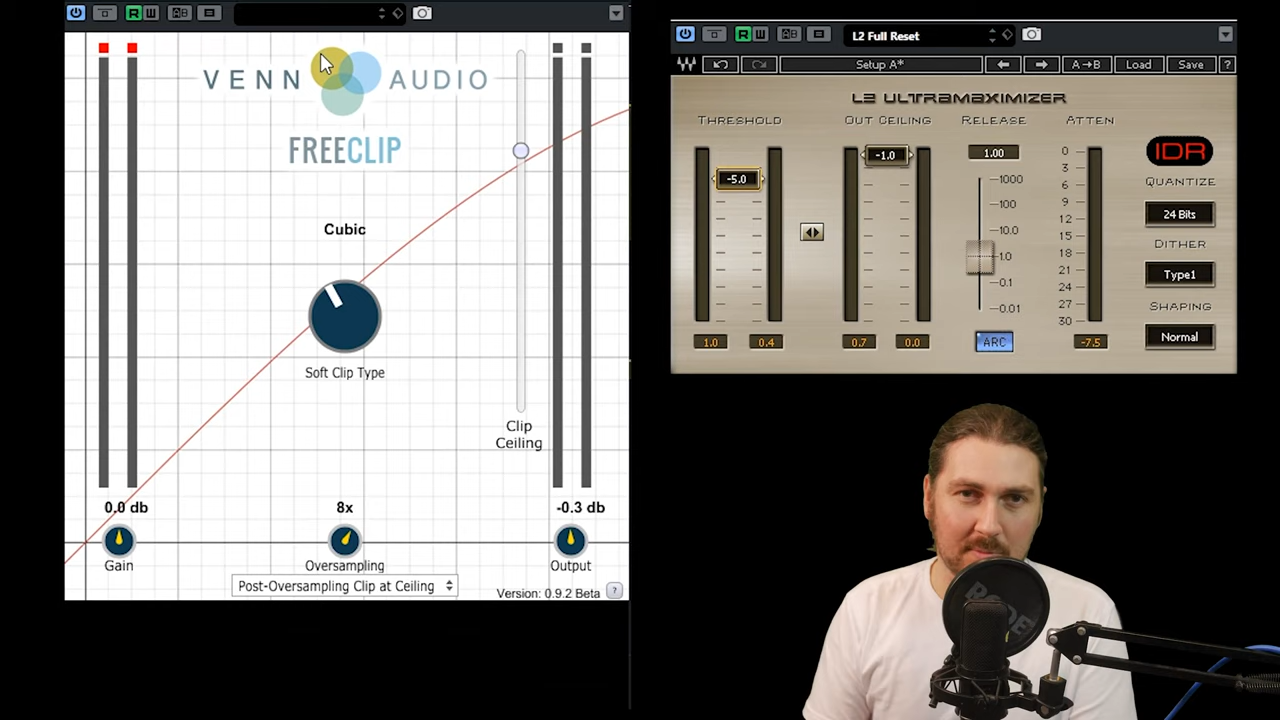 R W AB
VENN AUDIO
FREECLIP
Cubic
Soft Clip Type
Clip
Ceiling
0.0 db
8x
-0.3 db
Gain
Oversampling
Output
Post-Oversampling Clip at Ceiling
Version: 0.9.2 Beta
?
R W AB L2 Full Reset
Setup A* A→B Load Save ?
L2 ULTRAMAXIMIZER
THRESHOLD OUT CEILING RELEASE ATTEN
-5.0
-1.0
1.00
1000
100
10.0
1.0
0.1
0.01
0
3
6
9
12
15
18
21
24
27
30
IDR
QUANTIZE
24 Bits
DITHER
Type1
SHAPING
Normal
1.0 0.4 0.7 0.0 ARC -7.5
RODE